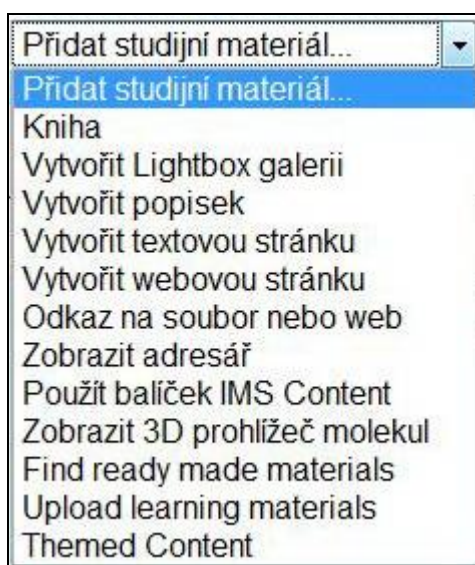 Přidat studijní materiál...
Přidat studijní materiál...
Kniha
Vytvořit Lightbox galerii
Vytvořit popisek
Vytvořit textovou stránku
Vytvořit webovou stránku
Odkaz na soubor nebo web
Zobrazit adresář
Použít balíček IMS Content
Zobrazit 3D prohlížeč molekul
Find ready made materials
Upload learning materials
Themed Content